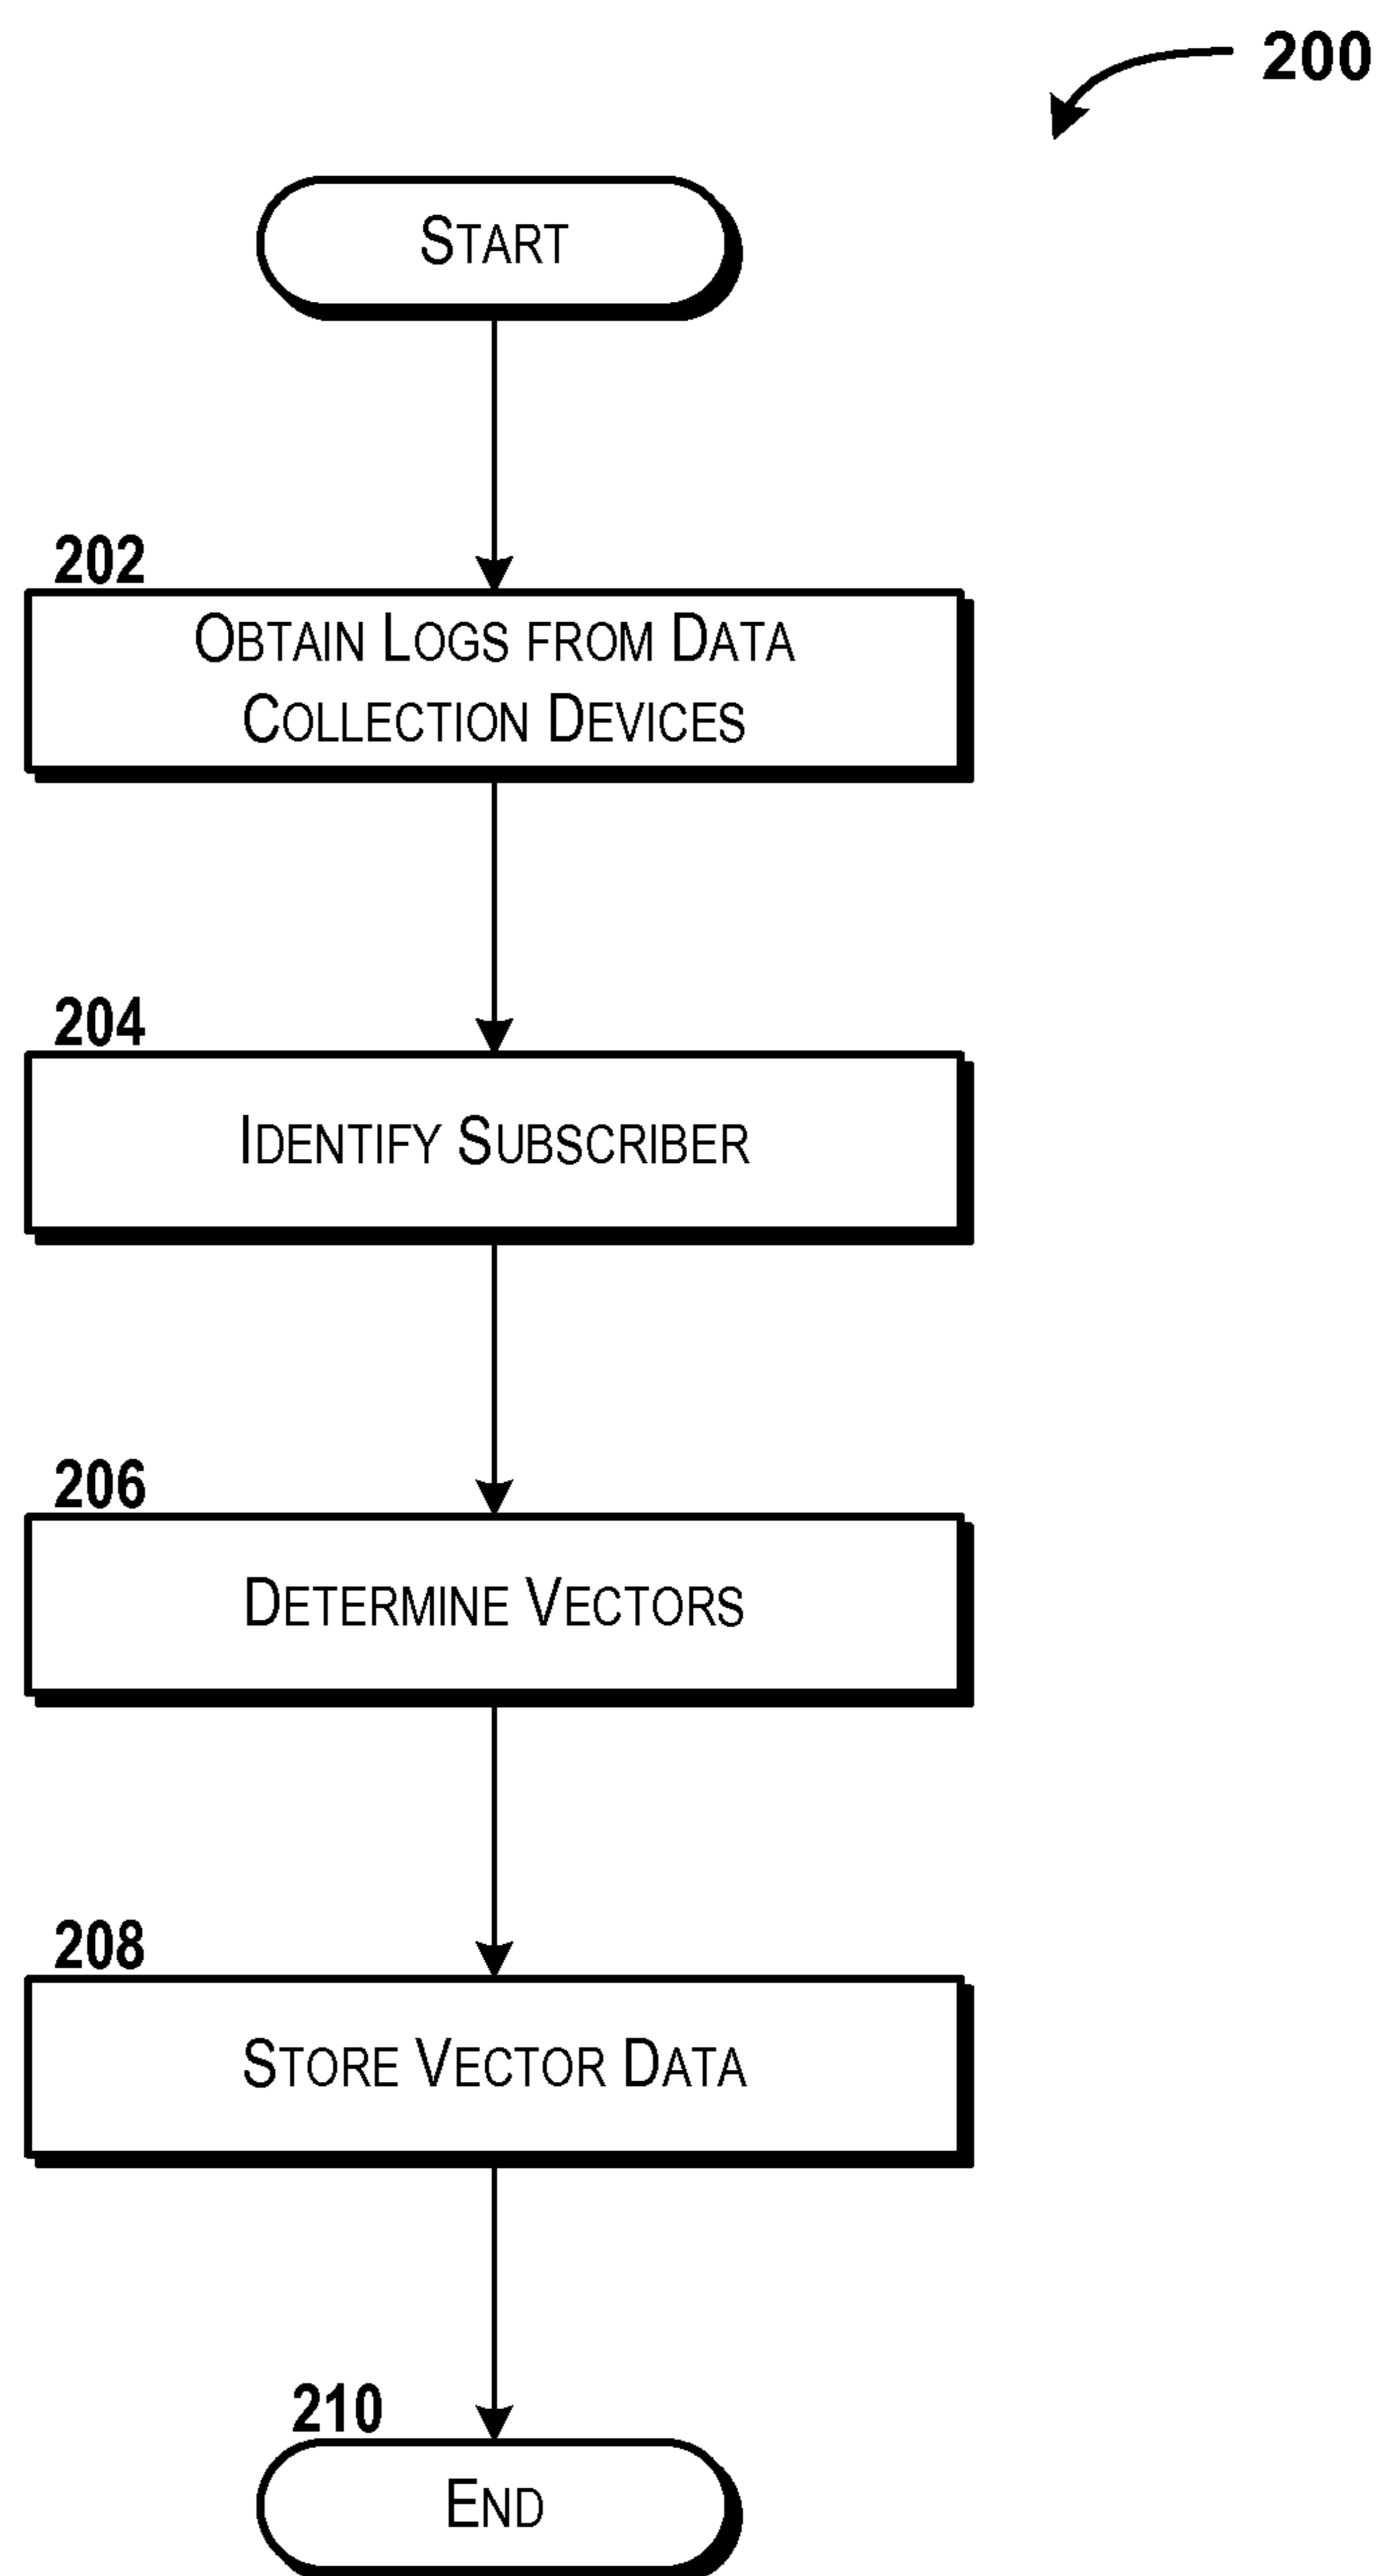 200
START
202
OBTAIN LOGS FROM DATA
COLLECTION DEVICES
204
IDENTIFY SUBSCRIBER
206
DETERMINE VECTORS
208
STORE VECTOR DATA
210
END